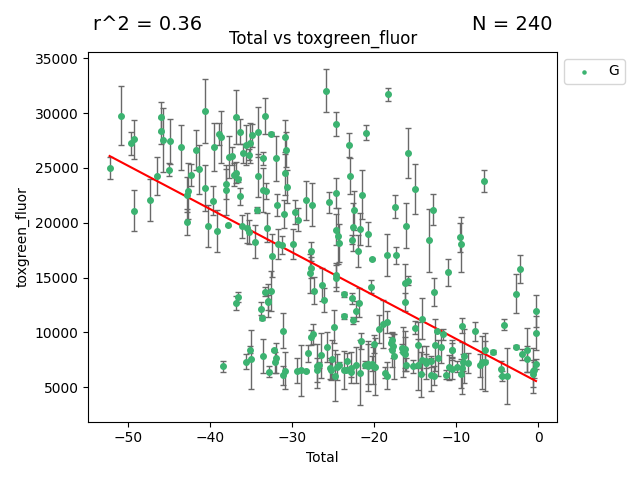 r^2 = 0.36
N = 240
Total vs toxgreen_fluor
35000
30000
25000
20000
15000
10000
5000
toxgreen_fluor
−50
−40
−30
−20
−10
0
Total
G